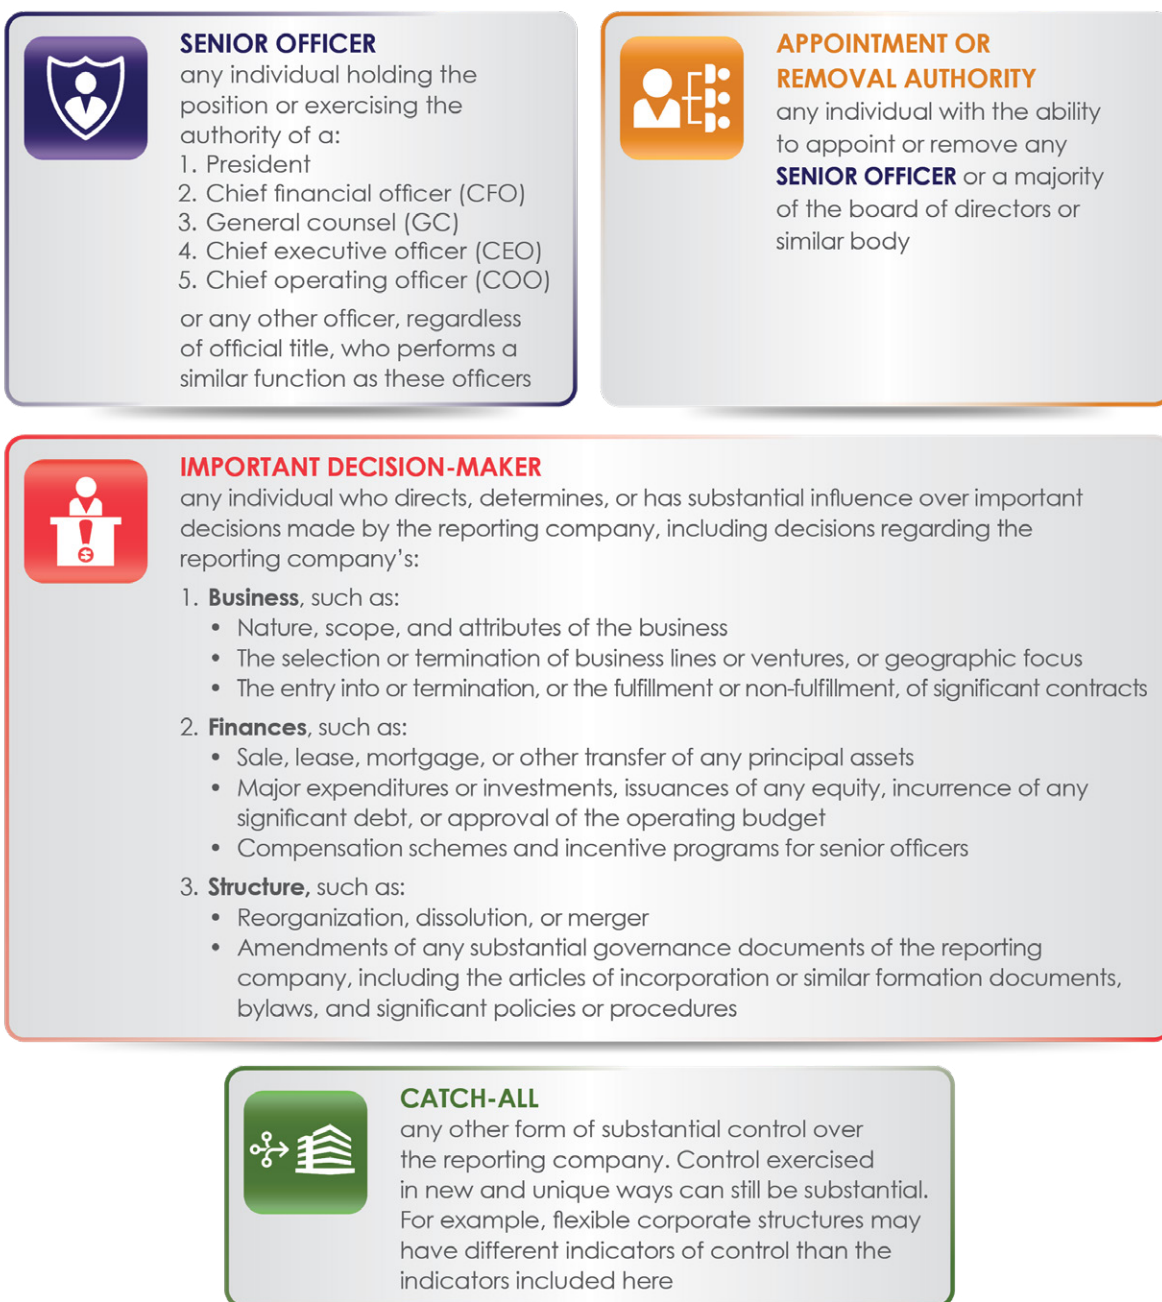 SENIOR OFFICER
any individual holding the
position or exercising the
authority of a:
1. President
2. Chief financial officer (CFO)
3. General counsel (GC)
4. Chief executive officer (CEO)
5. Chief operating officer (COO)
or any other officer, regardless
of official title, who performs a
similar function as these officers
APPOINTMENT OR
REMOVAL AUTHORITY
any individual with the ability
to appoint or remove any
SENIOR OFFICER or a majority
of the board of directors or
similar body
IMPORTANT DECISION-MAKER
any individual who directs, determines, or has substantial influence over important
decisions made by the reporting company, including decisions regarding the
reporting company's:
1. Business, such as:
• Nature, scope, and attributes of the business
• The selection or termination of business lines or ventures, or geographic focus
• The entry into or termination, or the fulfillment or non-fulfillment, of significant contracts
2. Finances, such as:
• Sale, lease, mortgage, or other transfer of any principal assets
• Major expenditures or investments, issuances of any equity, incurrence of any
significant debt, or approval of the operating budget
• Compensation schemes and incentive programs for senior officers
3. Structure, such as:
• Reorganization, dissolution, or merger
• Amendments of any substantial governance documents of the reporting
company, including the articles of incorporation or similar formation documents,
bylaws, and significant policies or procedures
CATCH-ALL
any other form of substantial control over
the reporting company. Control exercised
in new and unique ways can still be substantial.
For example, flexible corporate structures may
have different indicators of control than the
indicators included here